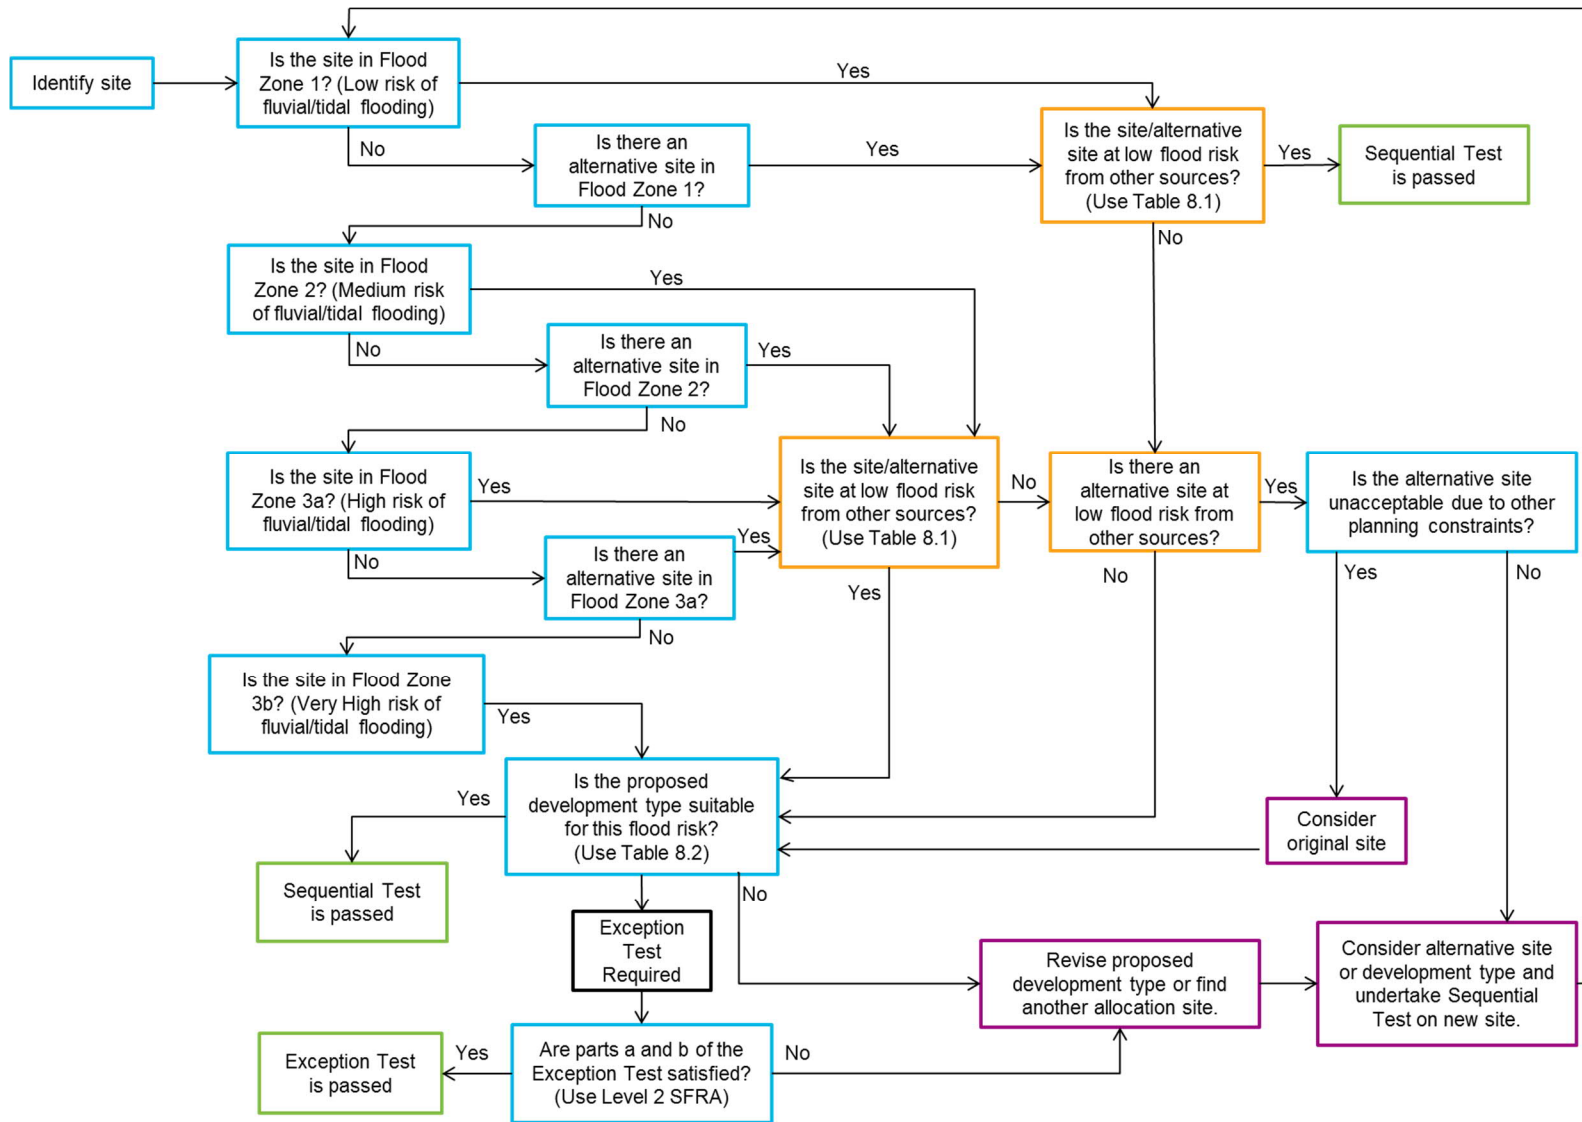 Identify site
Is the site in Flood
Zone 1? (Low risk of
fluvial/tidal flooding)
Yes
No
Is there an
alternative site in
Flood Zone 1?
Yes
No
Is the site/alternative
site at low flood risk
from other sources?
(Use Table 8.1)
Yes
No
Sequential Test
is passed
Is the site in Flood
Zone 2? (Medium risk
of fluvial/tidal flooding)
Yes
No
Is there an
alternative site in
Flood Zone 2?
Yes
No
Is the site in Flood
Zone 3a? (High risk of
fluvial/tidal flooding)
Yes
No
Is there an
alternative site in
Flood Zone 3a?
Yes
No
Is the site/alternative
site at low flood risk
from other sources?
(Use Table 8.1)
No
Yes
Is there an
alternative site at
low flood risk from
other sources?
Yes
No
Is the alternative site
unacceptable due to other
planning constraints?
Yes
No
Is the site in Flood Zone
3b? (Very High risk of
fluvial/tidal flooding)
Yes
Is the proposed
development type suitable
for this flood risk?
(Use Table 8.2)
Yes
No
Consider
original site
Sequential Test
is passed
Exception
Test
Required
Revise proposed
development type or find
another allocation site.
Consider alternative site
or development type and
undertake Sequential
Test on new site.
Are parts a and b of the
Exception Test satisfied?
(Use Level 2 SFRA)
Yes
No
Exception Test
is passed